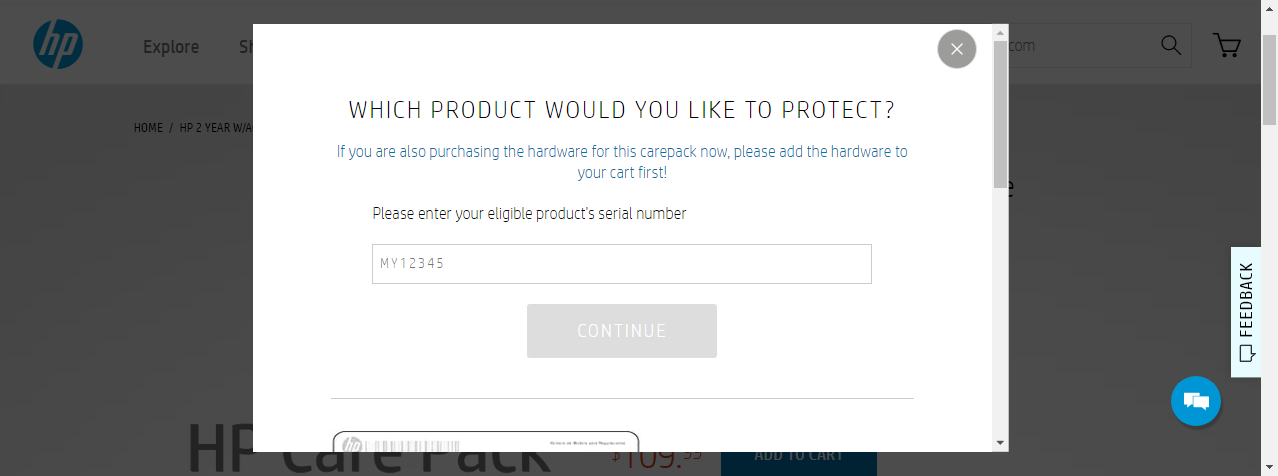 hp
Explore
.com
WHICH PRODUCT WOULD YOU LIKE TO PROTECT?
HOME / HP 2 YEAR
If you are also purchasing the hardware for this carepack now, please add the hardware to
your cart first!
Please enter your eligible product's serial number
MY12345
FEEDBACK
CONTINUE
hp
HP Care Pack
$109.99
ADD TO CART